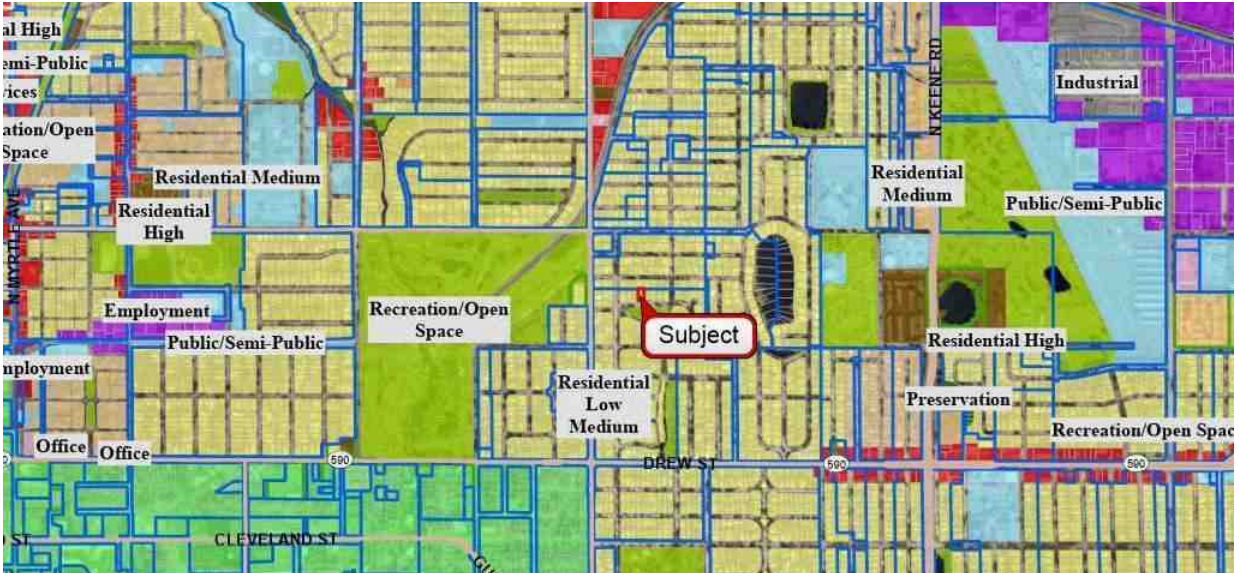 al High
emi-Public
vices
ation/Open
Space
N MYRTLE AVE
Residential Medium
Residential
High
Employment
Public/Semi-Public
mployment
Office
Office
Recreation/Open
Space
Subject
Residential
Low
Medium
N KEENE RD
Industrial
Residential
Medium
Public/Semi-Public
Residential High
Preservation
Recreation/Open Spac
590
DREW ST
590
590
D ST
CLEVELAND ST